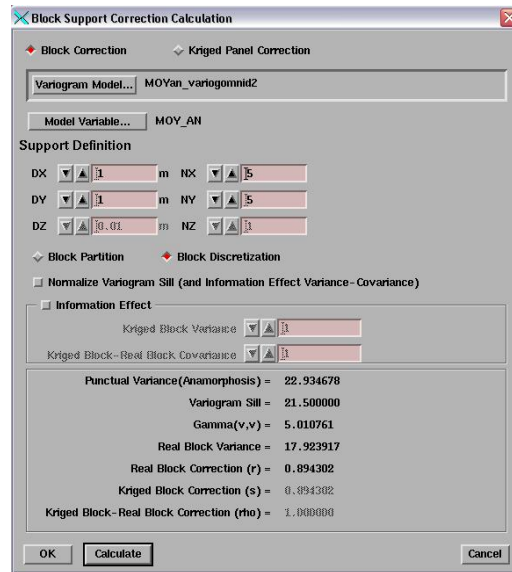 Block Support Correction Calculation
Block Correction Kriged Panel Correction
Variogram Model... MOYan_variogomnid2
Model Variable... MOY_AN
Support Definition
DX 1 m NX 5
DY 1 m NY 5
DZ 0.01 m NZ 1
Block Partition Block Discretization
Normalize Variogram Sill (and Information Effect Variance-Covariance)
Information Effect
Kriged Block Variance 1
Kriged Block-Real Block Covariance 1
Punctual Variance(Anamorphosis) = 22.934678
Variogram Sill = 21.500000
Gamma(v,v) = 5.010761
Real Block Variance = 17.923917
Real Block Correction (r) = 0.894302
Kriged Block Correction (s) = 0.894302
Kriged Block-Real Block Correction (rho) = 1.000000
OK Calculate Cancel